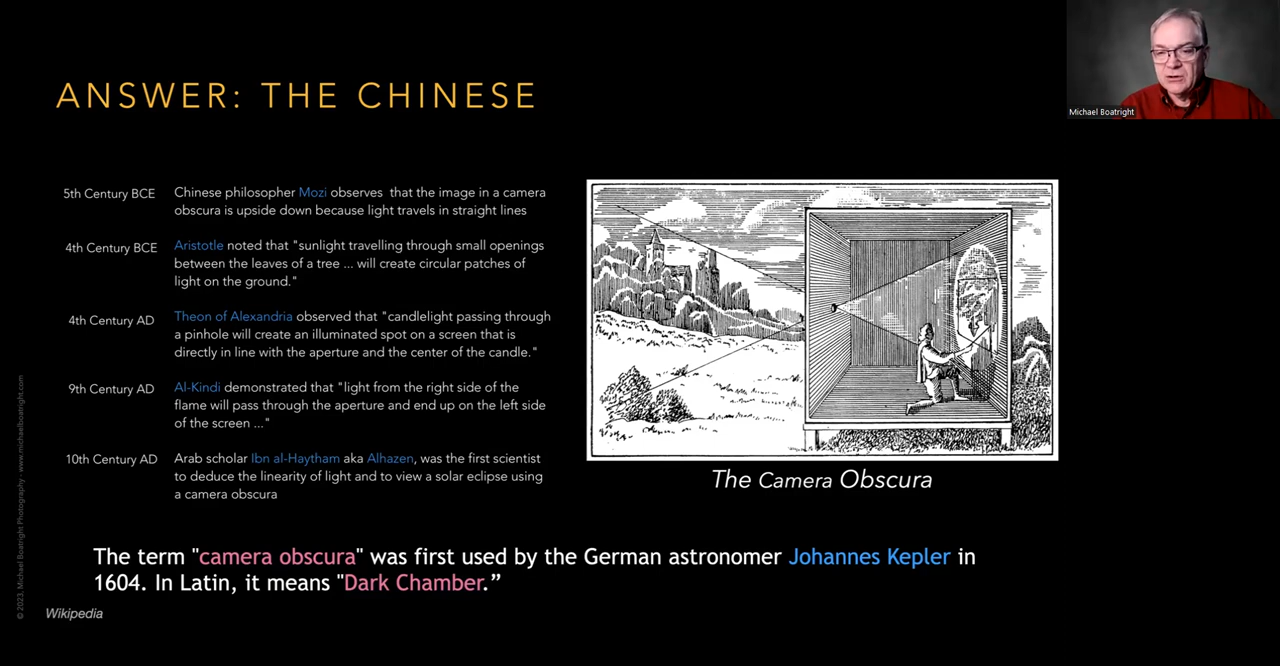 Michael Boatright
ANSWER: THE CHINESE
5th Century BCE
Chinese philosopher Mozi observes that the image in a camera
obscura is upside down because light travels in straight lines
4th Century BCE
Aristotle noted that "sunlight travelling through small openings
between the leaves of a tree ... will create circular patches of
light on the ground."
4th Century AD
Theon of Alexandria observed that "candlelight passing through
a pinhole will create an illuminated spot on a screen that is
directly in line with the aperture and the center of the candle."
9th Century AD
Al-Kindi demonstrated that "light from the right side of the
flame will pass through the aperture and end up on the left side
of the screen ..."
10th Century AD
Arab scholar Ibn al-Haytham aka Alhazen, was the first scientist
to deduce the linearity of light and to view a solar eclipse using
a camera obscura
The Camera Obscura
The term "camera obscura" was first used by the German astronomer Johannes Kepler in
1604. In Latin, it means "Dark Chamber.”
Wikipedia
© 2023, Michael Boatright Photography - www.michaelboatright.com